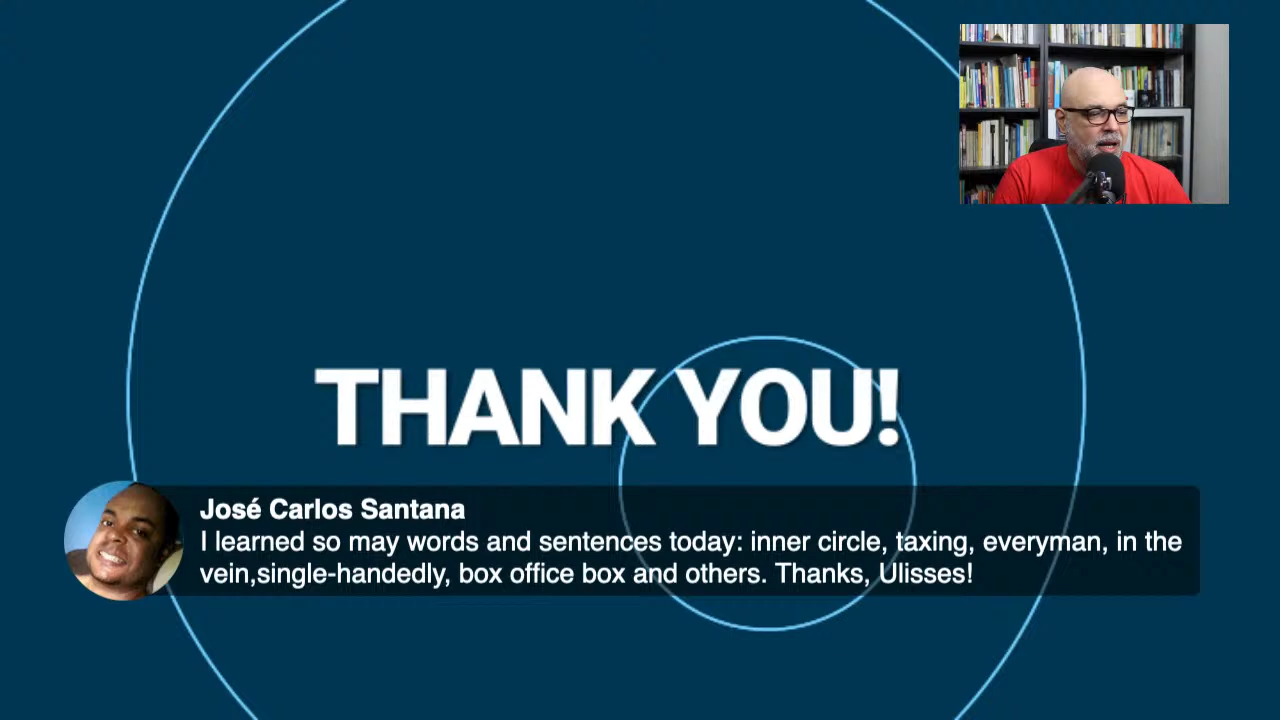 THANK YOU!
José Carlos Santana
I learned so may words and sentences today: inner circle, taxing, everyman, in the
vein,single-handedly, box office box and others. Thanks, Ulisses!